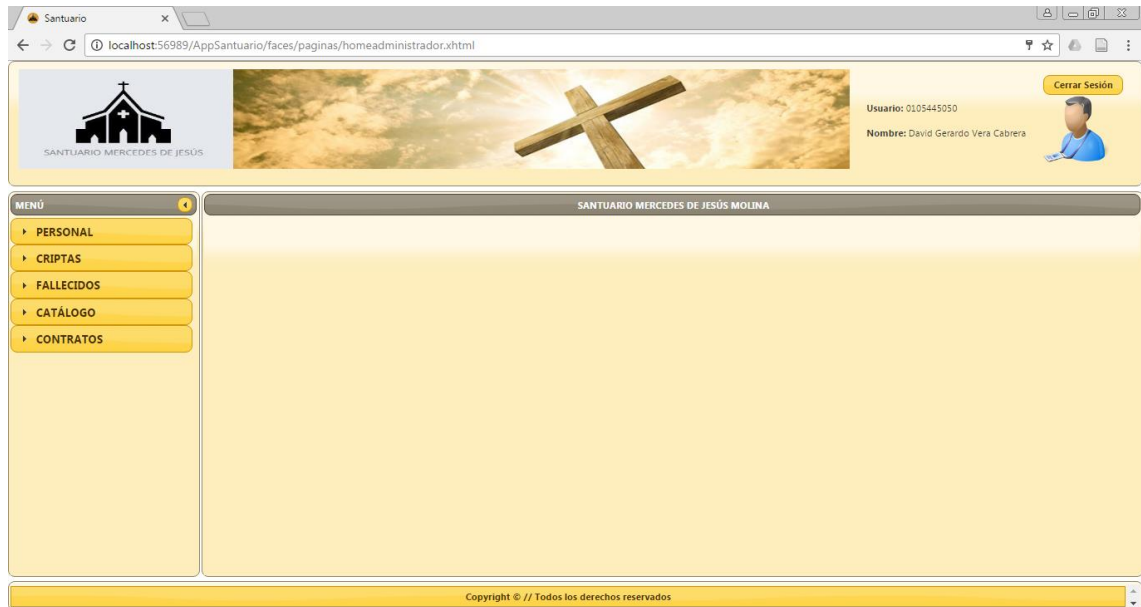 Santuario
localhost:56989/AppSantuario/faces/paginas/homeadministrador.xhtml
Cerrar Sesión
Usuario: 0105445050
Nombre: David Gerardo Vera Cabrera
SANTUARIO MERCEDES DE JESÚS
MENÚ
SANTUARIO MERCEDES DE JESÚS MOLINA
PERSONAL
CRIPTAS
FALLECIDOS
CATÁLOGO
CONTRATOS
Copyright © // Todos los derechos reservados